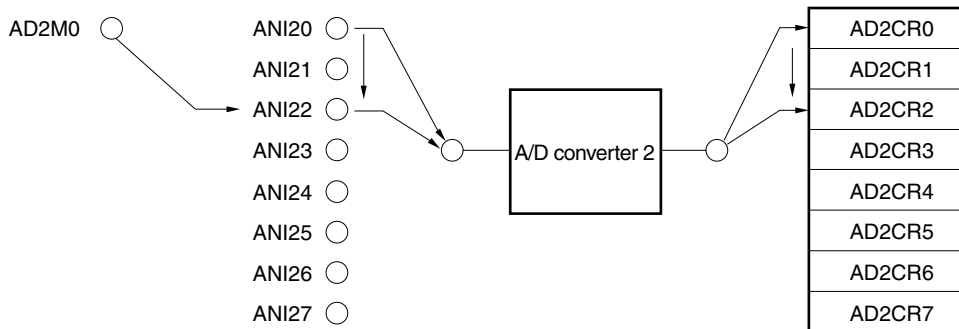 AD2M0
ANI20
ANI21
ANI22
ANI23
ANI24
ANI25
ANI26
ANI27
A/D converter 2
AD2CR0
AD2CR1
AD2CR2
AD2CR3
AD2CR4
AD2CR5
AD2CR6
AD2CR7